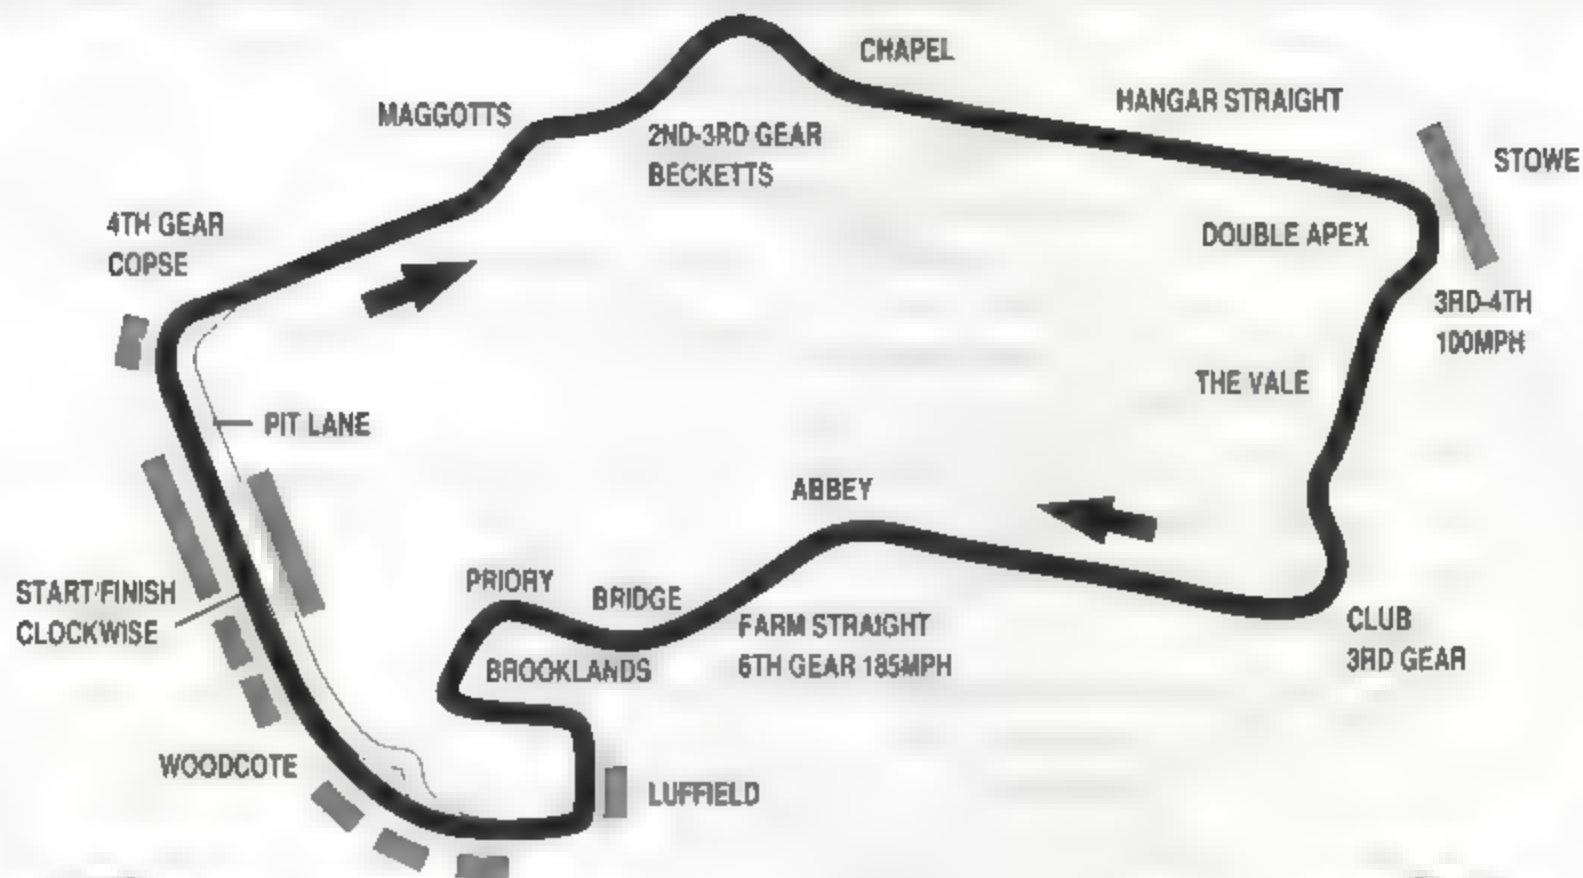 CHAPEL
HANGAR STRAIGHT
MAGGOTTS
2ND-3RD GEAR
BECKETTS
STOWE
4TH GEAR
COPSE
DOUBLE APEX
3RD-4TH
100MPH
THE VALE
PIT LANE
ABBEY
START/FINISH
CLOCKWISE
PRIORY
BRIDGE
FARM STRAIGHT
6TH GEAR 185MPH
CLUB
3RD GEAR
BROOKLANDS
WOODCOTE
LUFFIELD